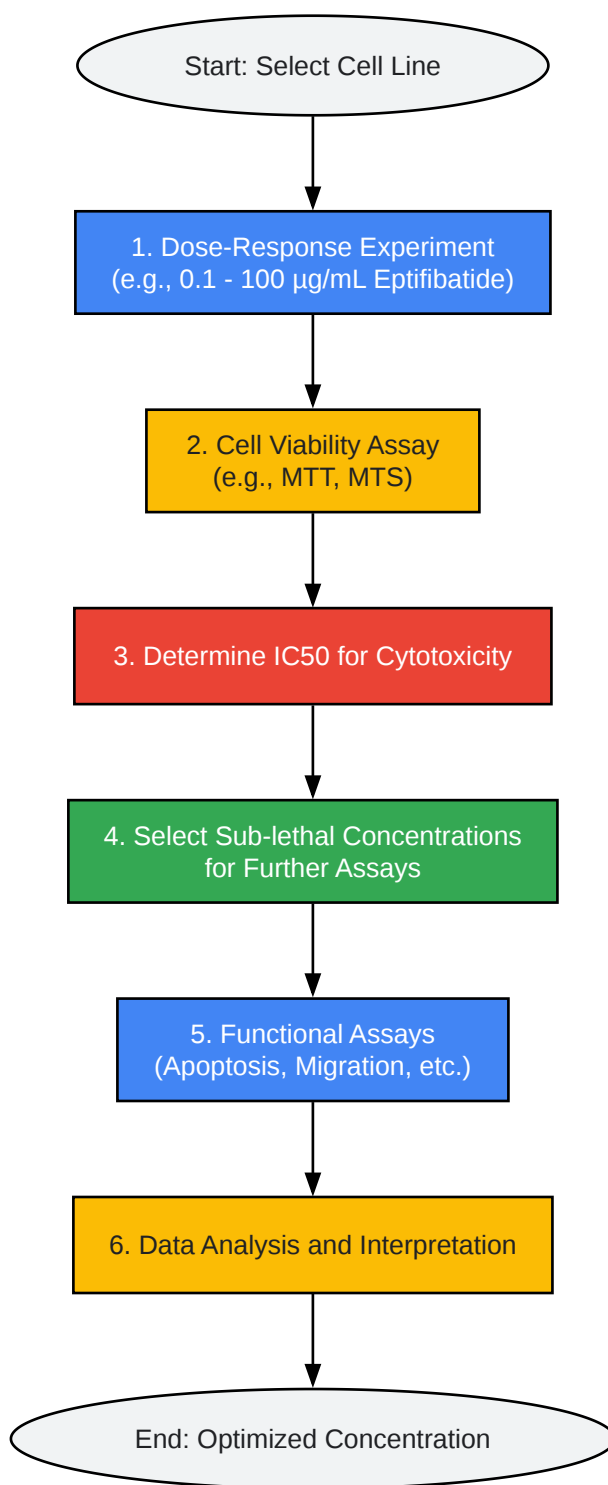 Start: Select Cell Line
1. Dose-Response Experiment
(e.g., 0.1 - 100 µg/mL Eptifibatide)
2. Cell Viability Assay
(e.g., MTT, MTS)
3. Determine IC50 for Cytotoxicity
4. Select Sub-lethal Concentrations
for Further Assays
5. Functional Assays
(Apoptosis, Migration, etc.)
6. Data Analysis and Interpretation
End: Optimized Concentration